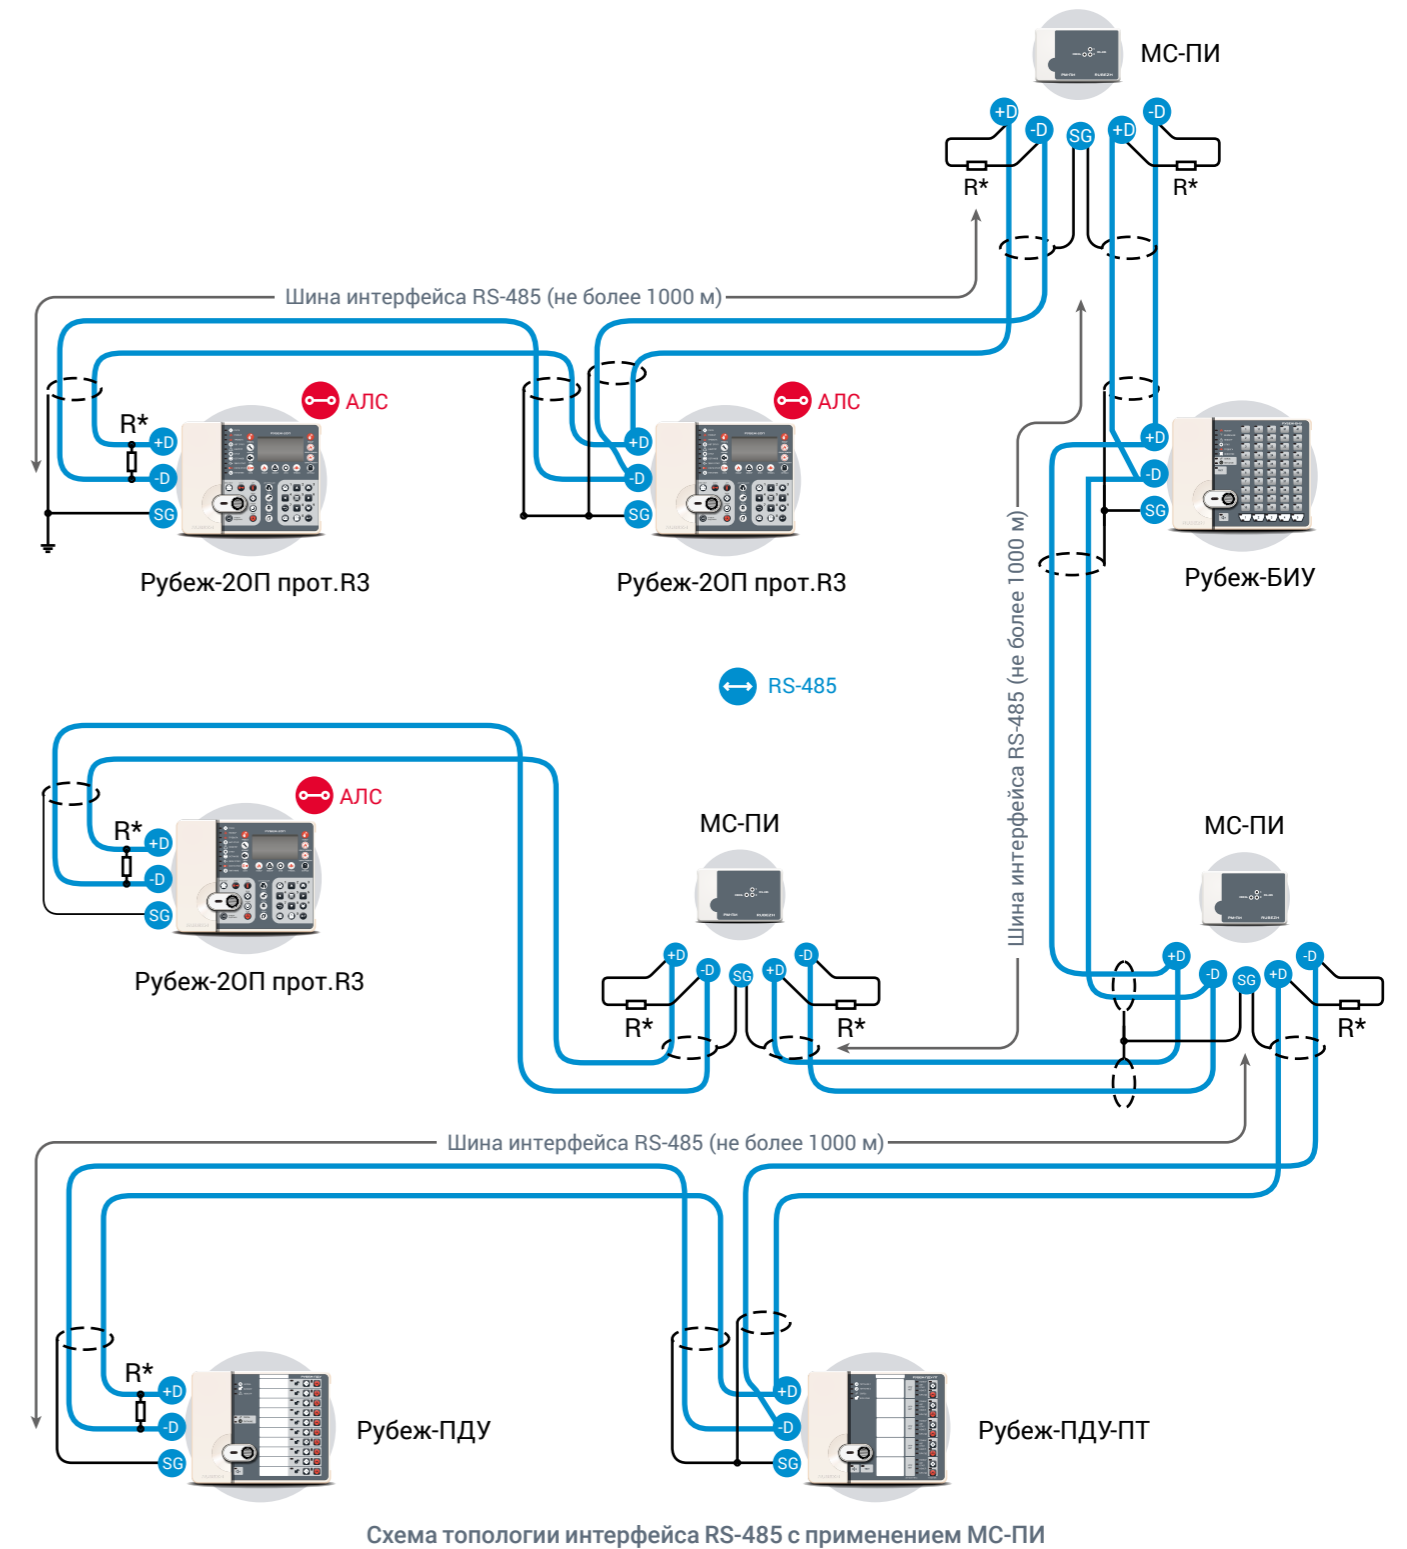 МС-ПИ
+D
-D
SG
+D
-D
R*
R*
Шина интерфейса RS-485 (не более 1000 м)
АЛС
АЛС
R*
+D
-D
SG
+D
-D
SG
+D
-D
SG
Рубеж-2ОП прот.R3
Рубеж-2ОП прот.R3
Рубеж-БИУ
Шина интерфейса RS-485 (не более 1000 м)
RS-485
АЛС
R*
+D
-D
SG
Рубеж-2ОП прот.R3
МС-ПИ
МС-ПИ
+D
-D
SG
+D
-D
R*
R*
+D
-D
SG
+D
-D
R*
Шина интерфейса RS-485 (не более 1000 м)
R*
+D
-D
SG
Рубеж-ПДУ
+D
-D
SG
Рубеж-ПДУ-ПТ
Схема топологии интерфейса RS-485 с применением МС-ПИ